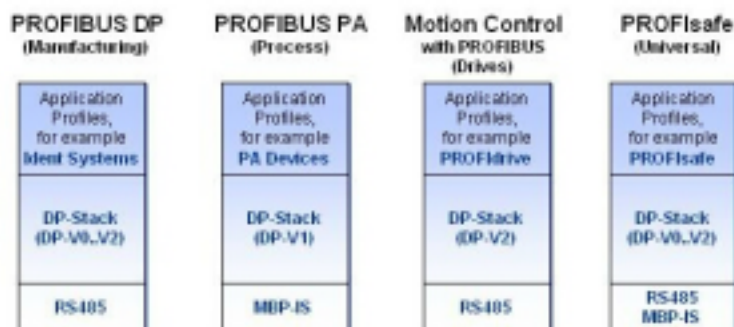 PROFIBUS DP
(Manufacturing)
Application
Profiles,
for example
Ident Systems
DP-Stack
(DP-V0..V2)
RS485
PROFIBUS PA
(Process)
Application
Profiles,
for example
PA Devices
DP-Stack
(DP-V1)
MBP-IS
Motion Control
with PROFIBUS
(Drives)
Application
Profiles,
for example
PROFIdrive
DP-Stack
(DP-V2)
RS485
PROFIsafe
(Universal)
Application
Profiles,
for example
PROFIsafe
DP-Stack
(DP-V0..V2)
RS485
MBP-IS